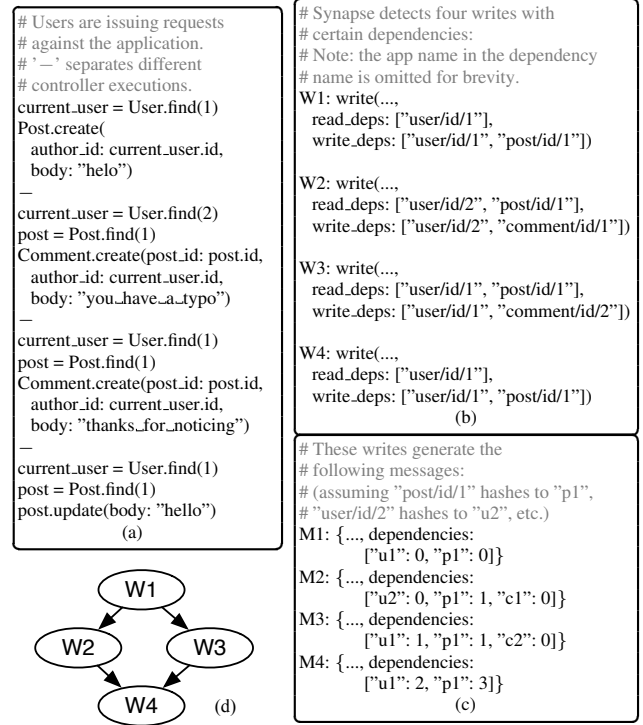 # Users are issuing requests
# against the application.
# ’—’ separates different
# controller executions.
current_user = User.find(1)
Post.create(
author_id: current_user.id,
body: ”helo”)
—
current_user = User.find(2)
post = Post.find(1)
Comment.create(post_id: post.id,
author_id: current_user.id,
body: ”you␣have␣a␣typo”)
—
current_user = User.find(1)
post = Post.find(1)
Comment.create(post_id: post.id,
author_id: current_user.id,
body: ”thanks␣for␣noticing”)
—
current_user = User.find(1)
post = Post.find(1)
post.update(body: ”hello”)
(a)
# Synapse detects four writes with
# certain dependencies:
# Note: the app name in the dependency
# name is omitted for brevity.
W1: write(...,
read_deps: [”user/id/1”],
write_deps: [”user/id/1”, ”post/id/1”])
W2: write(...,
read_deps: [”user/id/2”, ”post/id/1”],
write_deps: [”user/id/2”, ”comment/id/1”])
W3: write(...,
read_deps: [”user/id/1”, ”post/id/1”],
write_deps: [”user/id/1”, ”comment/id/2”])
W4: write(...,
read_deps: [”user/id/1”],
write_deps: [”user/id/1”, ”post/id/1”])
(b)
# These writes generate the
# following messages:
# (assuming ”post/id/1” hashes to ”p1”,
# ”user/id/2” hashes to ”u2”, etc.)
M1: {..., dependencies:
[”u1”: 0, ”p1”: 0]}
M2: {..., dependencies:
[”u2”: 0, ”p1”: 1, ”c1”: 0]}
M3: {..., dependencies:
[”u1”: 1, ”p1”: 1, ”c2”: 0]}
M4: {..., dependencies:
[”u1”: 2, ”p1”: 3]}
(c)
W1
W2
W3
W4
(d)